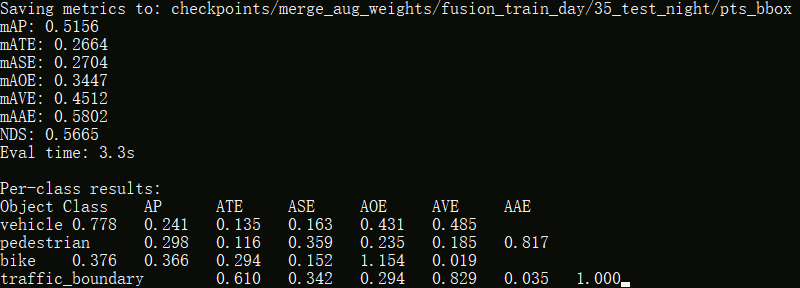 Saving metrics to: checkpoints/merge_aug_weights/fusion_train_day/35_test_night/pts_bbox
mAP: 0.5156
mATE: 0.2664
mASE: 0.2704
mAOE: 0.3447
mAVE: 0.4512
mAAE: 0.5802
NDS: 0.5665
Eval time: 3.3s
Per-class results:
Object Class AP ATE ASE AOE AVE AAE
vehicle 0.778 0.241 0.135 0.163 0.431 0.485
pedestrian 0.298 0.116 0.359 0.235 0.185 0.817
bike 0.376 0.366 0.294 0.152 1.154 0.019
traffic_boundary 0.610 0.342 0.294 0.829 0.035 1.000